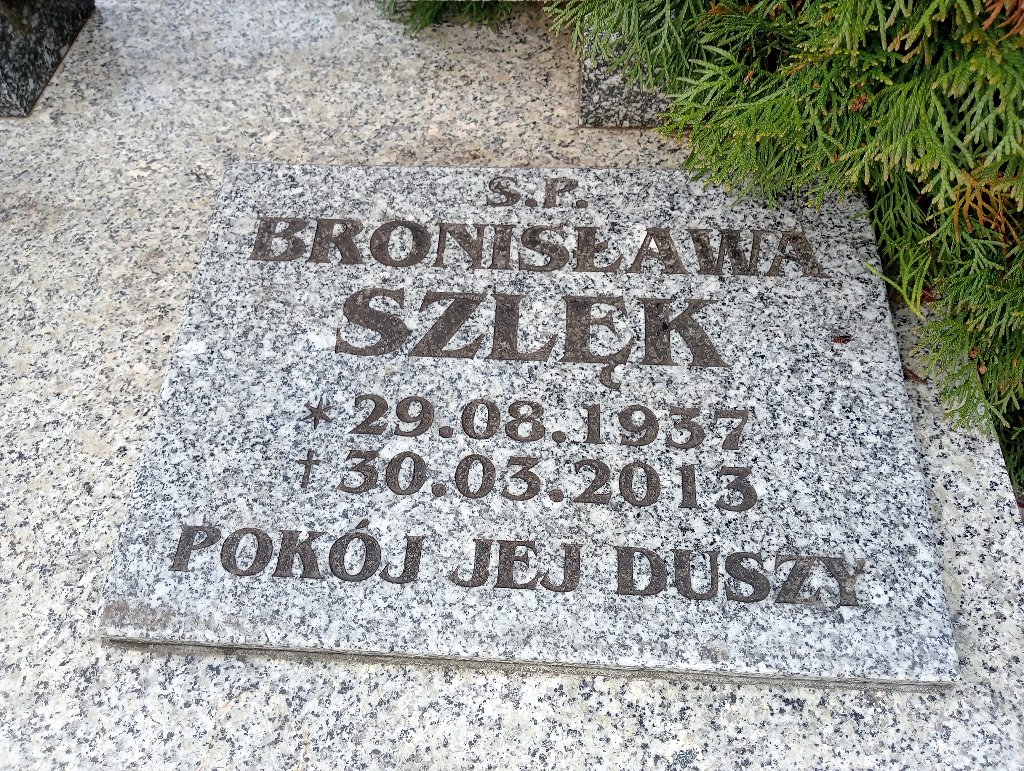 Ś.P.
BRONISŁAWA
SZLĘK
* 29.08.1937
† 30.03.2013
POKÓJ JEJ DUSZY